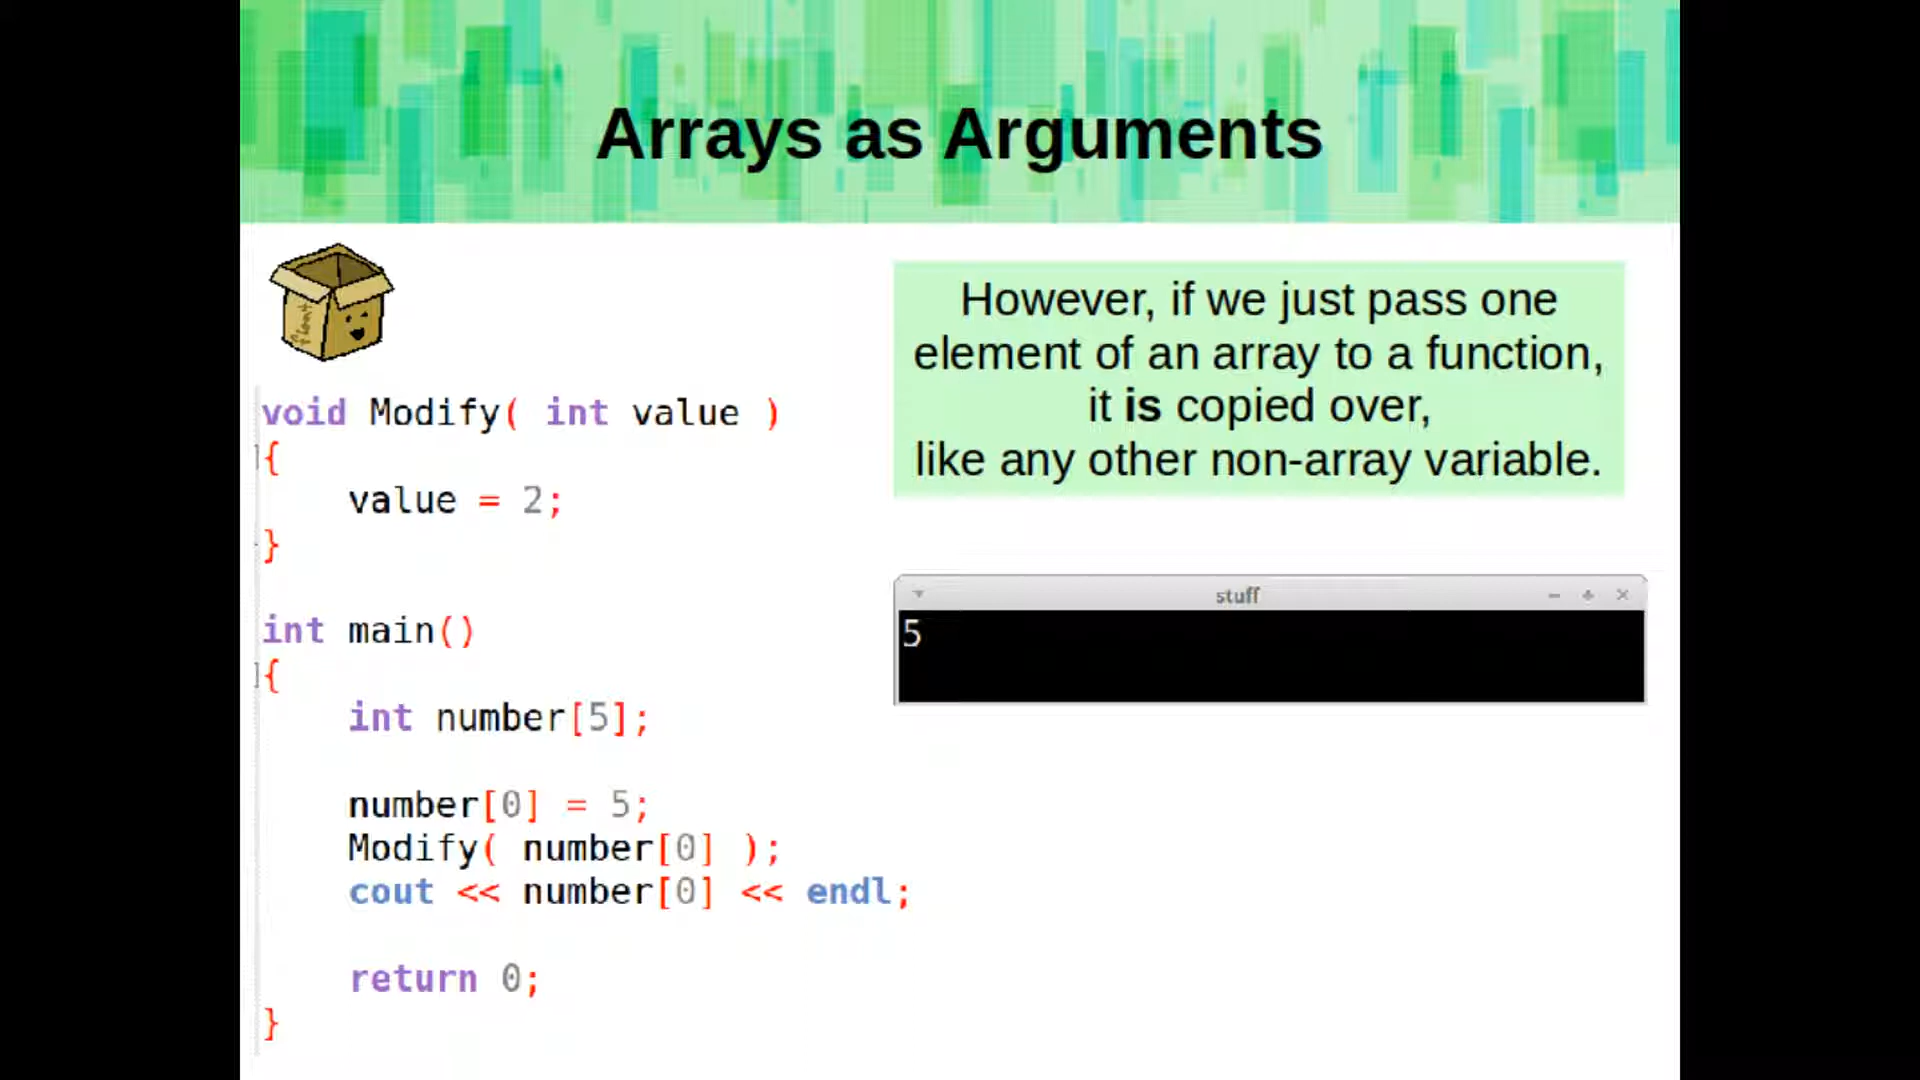 Arrays as Arguments
However, if we just pass one
element of an array to a function,
it is copied over,
like any other non-array variable.
void Modify( int value )
{
    value = 2;
}
int main()
{
    int number[5];
    number[0] = 5;
    Modify( number[0] );
    cout << number[0] << endl;
    return 0;
}
stuff
5